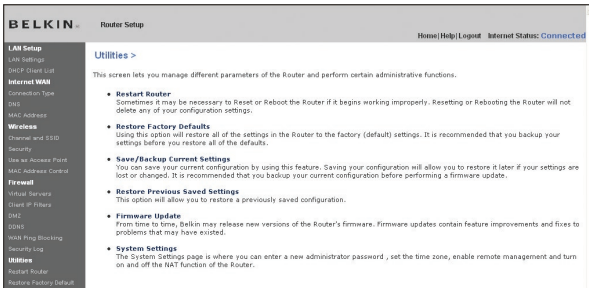 BELKIN
Router Setup
Home|Help|Logout Internet Status: Connected
LAN Setup
LAN Settings
DHCP Client List
Internet WAN
Connection Type
DNS
MAC Address
Wireless
Channel and SSID
Security
Use as Access Point
MAC Address Control
Firewall
Virtual Servers
Client IP Filters
DMZ
DDNS
WAN Ping Blocking
Security Log
Utilities
Restart Router
Restore Factory Default
Utilities >
This screen lets you manage different parameters of the Router and perform certain administrative functions.
• Restart Router
Sometimes it may be necessary to Reset or Reboot the Router if it begins working improperly. Resetting or Rebooting the Router will not
delete any of your configuration settings.
• Restore Factory Defaults
Using this option will restore all of the settings in the Router to the factory (default) settings. It is recommended that you backup your
settings before you restore all of the defaults.
• Save/Backup Current Settings
You can save your current configuration by using this feature. Saving your configuration will allow you to restore it later if your settings are
lost or changed. It is recommended that you backup your current configuration before performing a firmware update.
• Restore Previous Saved Settings
This option will allow you to restore a previously saved configuration.
• Firmware Update
From time to time, Belkin may release new versions of the Router's firmware. Firmware updates contain feature improvements and fixes to
problems that may have existed.
• System Settings
The System Settings page is where you can enter a new administrator password , set the time zone, enable remote management and turn
on and off the NAT function of the Router.